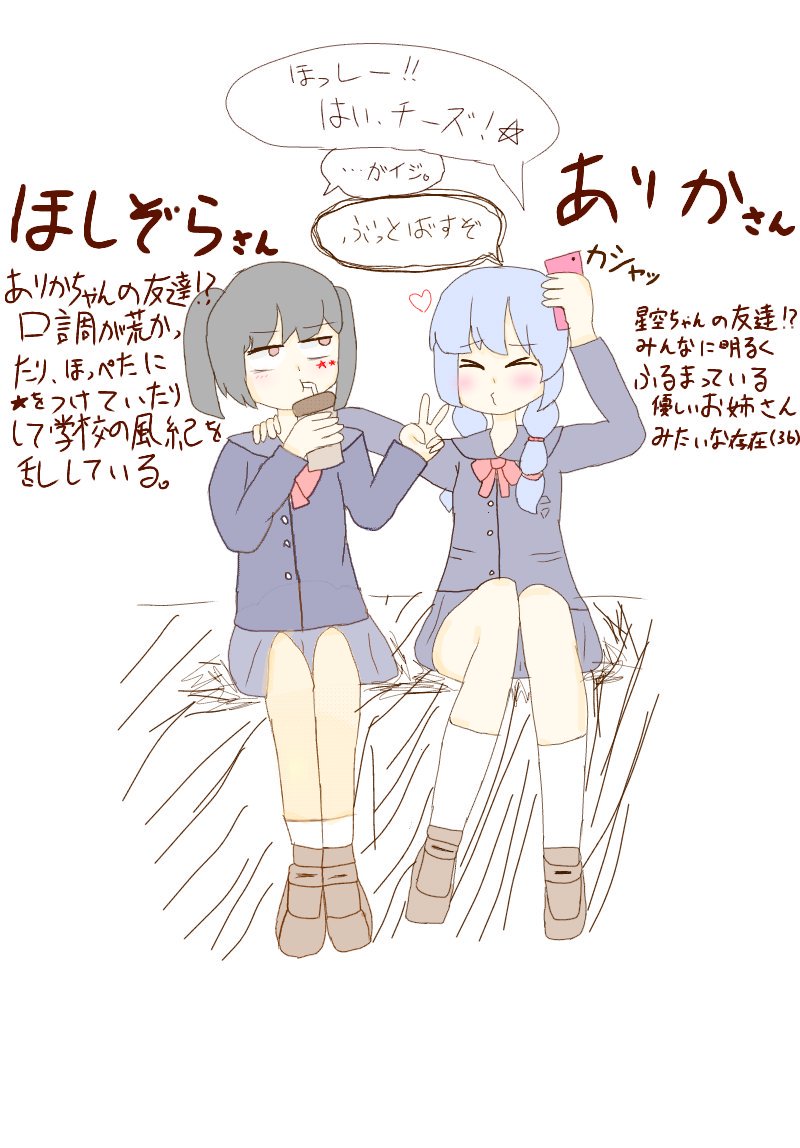 ほっしー!!
はい、チーズ!☆
…ガイジ。
ぶっとばすぞ
ほしぞらさん
ありかちゃんの友達!?
口調が荒かっ
たり、ほっぺたに
★をつけていたり
して学校の風紀を
乱している。
ありかさん
カシャッ
星空ちゃんの友達!?
みんなに明るく
ふるまっている
優しいお姉さん
みたいな存在(36)